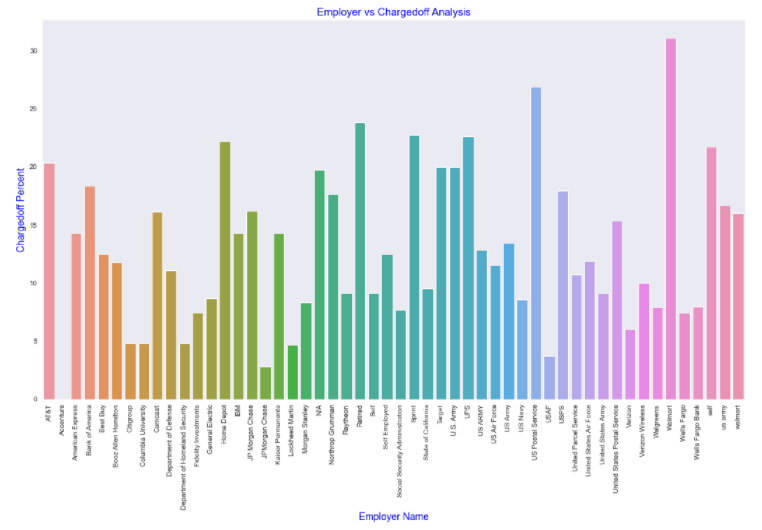 Employer vs Chargedoff Analysis
Chargedoff Percent
30
25
20
15
10
5
0
AT&T
Accenture
American Express
Bank of America
Best Buy
Booz Allen Hamilton
Citigroup
Columbia University
Comcast
Department of Defense
Department of Homeland Security
Fidelity Investments
General Electric
Home Depot
IBM
JP Morgan Chase
JPMorgan Chase
Kaiser Permanente
Lockheed Martin
Morgan Stanley
N/A
Northrop Grumman
Raytheon
Retired
Self
Self Employed
Social Security Administration
Sprint
State of California
Target
U.S. Army
UPS
US ARMY
US Air Force
US Army
US Navy
US Postal Service
USAF
USPS
United Parcel Service
United States Air Force
United States Army
United States Postal Service
Verizon
Verizon Wireless
Walgreens
Walmart
Wells Fargo
Wells Fargo Bank
self
us army
walmart
Employer Name